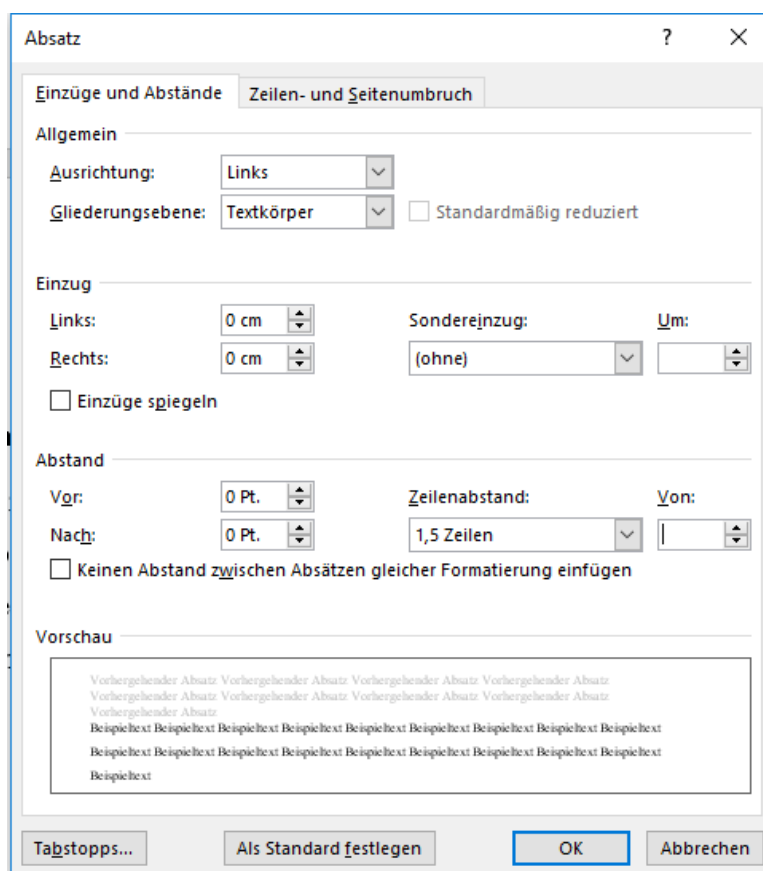 Absatz ?
Einzüge und Abstände Zeilen- und Seitenumbruch
Allgemein
Ausrichtung: Links
Gliederungsebene: Textkörper Standardmäßig reduziert
Einzug
Links: 0 cm Sondereinzug: Um:
Rechts: 0 cm (ohne)
Einzüge spiegeln
Abstand
Vor: 0 Pt. Zeilenabstand: Von:
Nach: 0 Pt. 1,5 Zeilen
Keinen Abstand zwischen Absätzen gleicher Formatierung einfügen
Vorschau
Vorhergehender Absatz Vorhergehender Absatz Vorhergehender Absatz Vorhergehender Absatz
Vorhergehender Absatz Vorhergehender Absatz Vorhergehender Absatz Vorhergehender Absatz
Vorhergehender Absatz
Beispieltext Beispieltext Beispieltext Beispieltext Beispieltext Beispieltext Beispieltext Beispieltext Beispieltext
Beispieltext Beispieltext Beispieltext Beispieltext Beispieltext Beispieltext Beispieltext Beispieltext Beispieltext
Beispieltext
Tabstopps... Als Standard festlegen OK Abbrechen